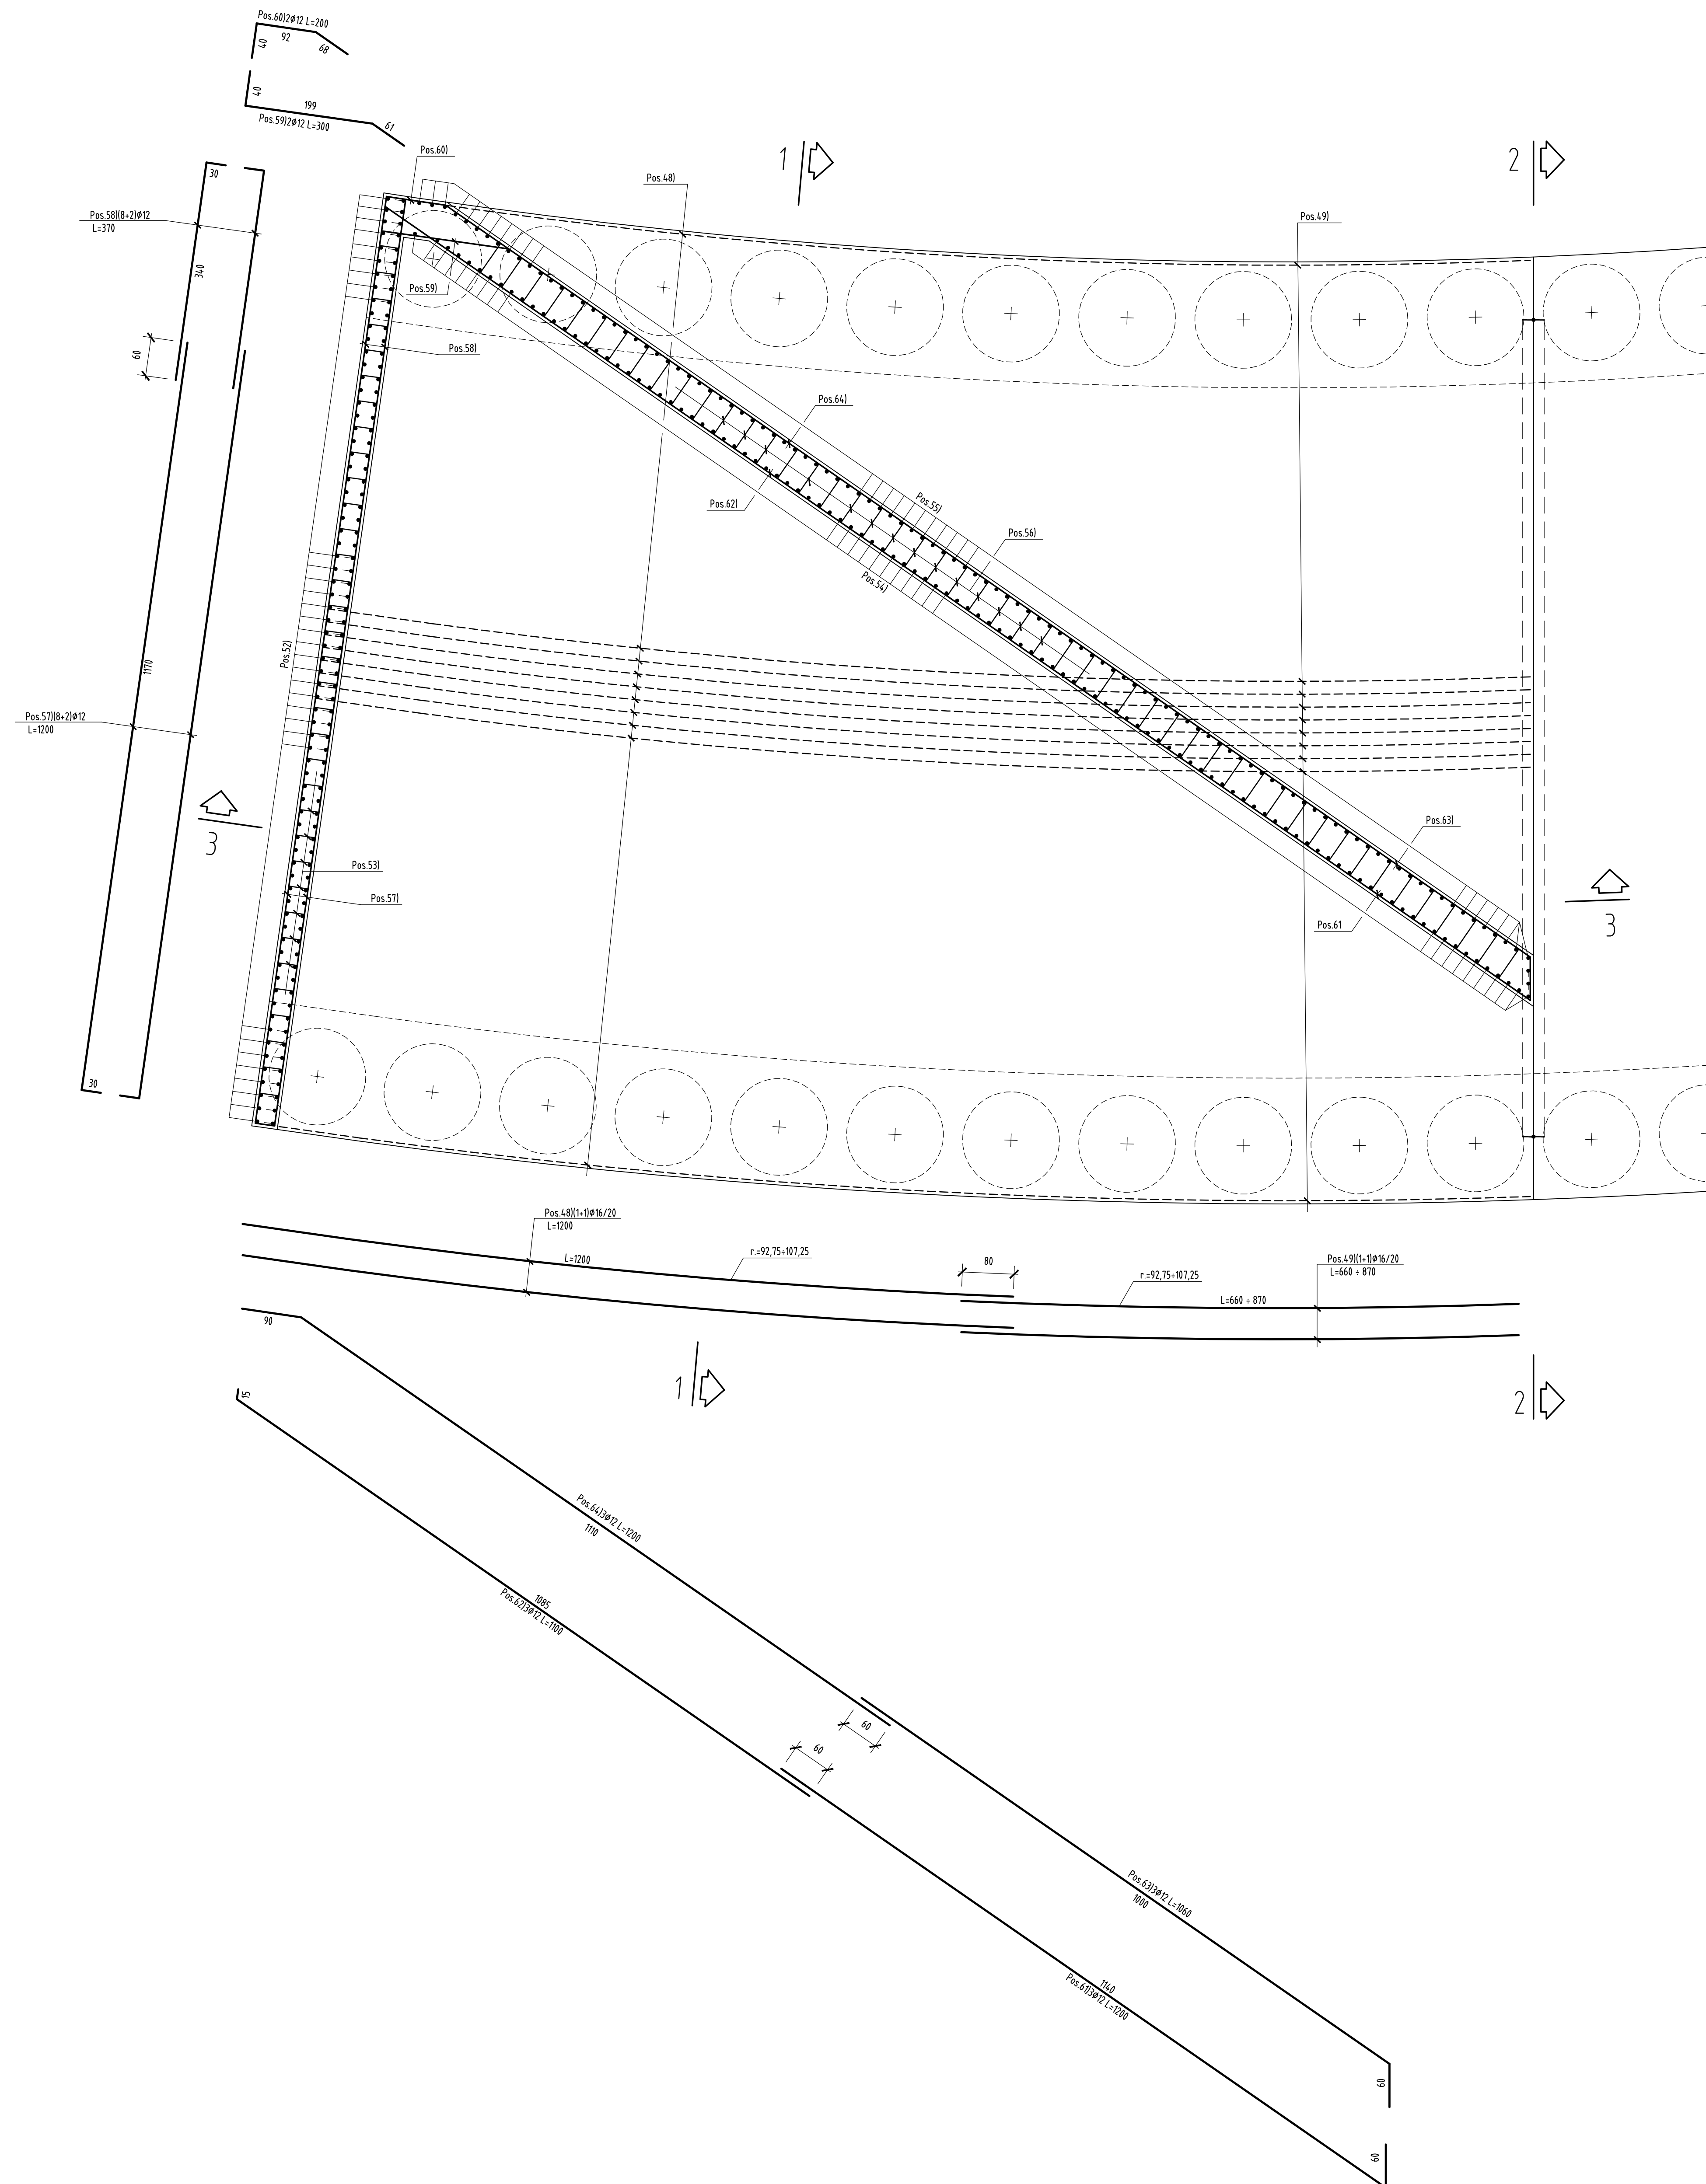 Pos.60)2Ø12 L=200
40
92
68
40
199
61
Pos.59)2Ø12 L=300
Pos.60)
1
2
30
Pos.48)
Pos.58)(8+2)Ø12
L=370
Pos.49)
340
Pos.59)
60
Pos.58)
Pos.64)
Pos.55)
Pos.62)
Pos.56)
Pos.54)
Pos.52)
1170
Pos.57)(8+2)Ø12
L=1200
3
Pos.63)
Pos.53)
Pos.57)
Pos.61
3
30
Pos.48)(1+1)Ø16/20
L=1200
L=1200
r.=92,75÷107,25
80
Pos.49)(1+1)Ø16/20
L=660 ÷ 870
r.=92,75÷107,25
L=660 ÷ 870
90
15
1
2
Pos.64)3Ø12 L=1200
1110
1085
Pos.62)3Ø12 L=1100
60
60
Pos.63)3Ø12 L=1060
1000
1140
Pos.61)3Ø12 L=1200
60
60